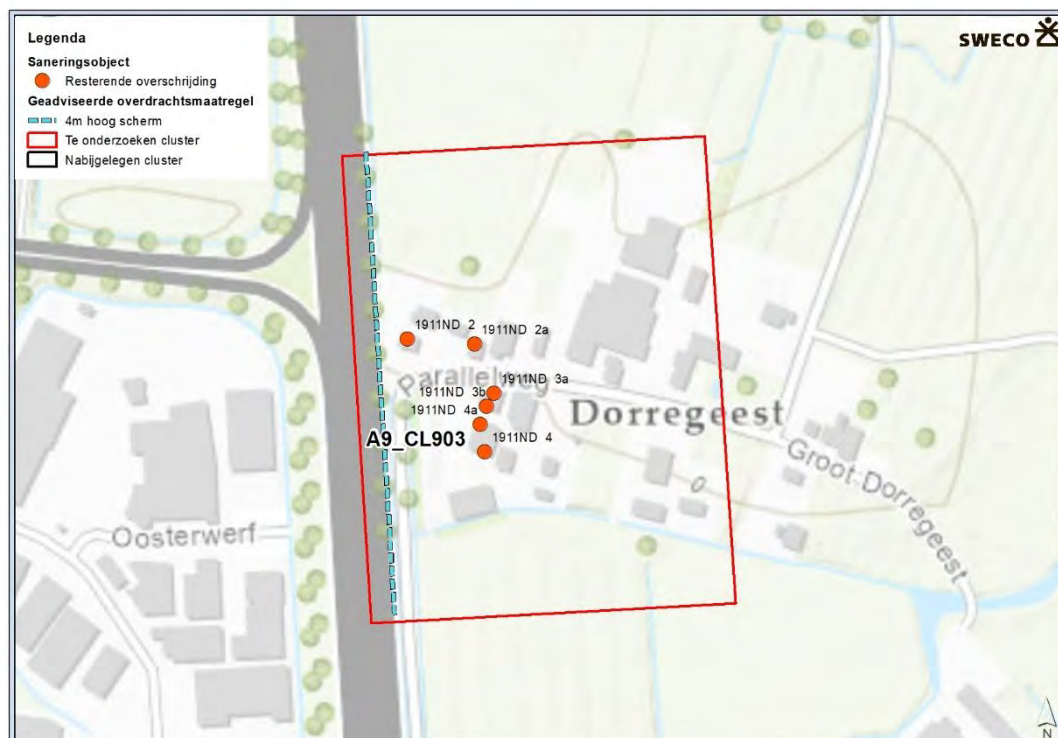 Legenda
Saneringsobject
Resterende overschrijding
Geadviseerde overdrachtsmaatregel
4m hoog scherm
Te onderzoeken cluster
Nabijgelegen cluster
SWECO
1911ND 2
1911ND 2a
Parallelweg
1911ND 3a
1911ND 3b
1911ND 4a
Dorregeest
A9_CL903
1911ND 4
Groot-Dorregeest
Oosterwerf
N